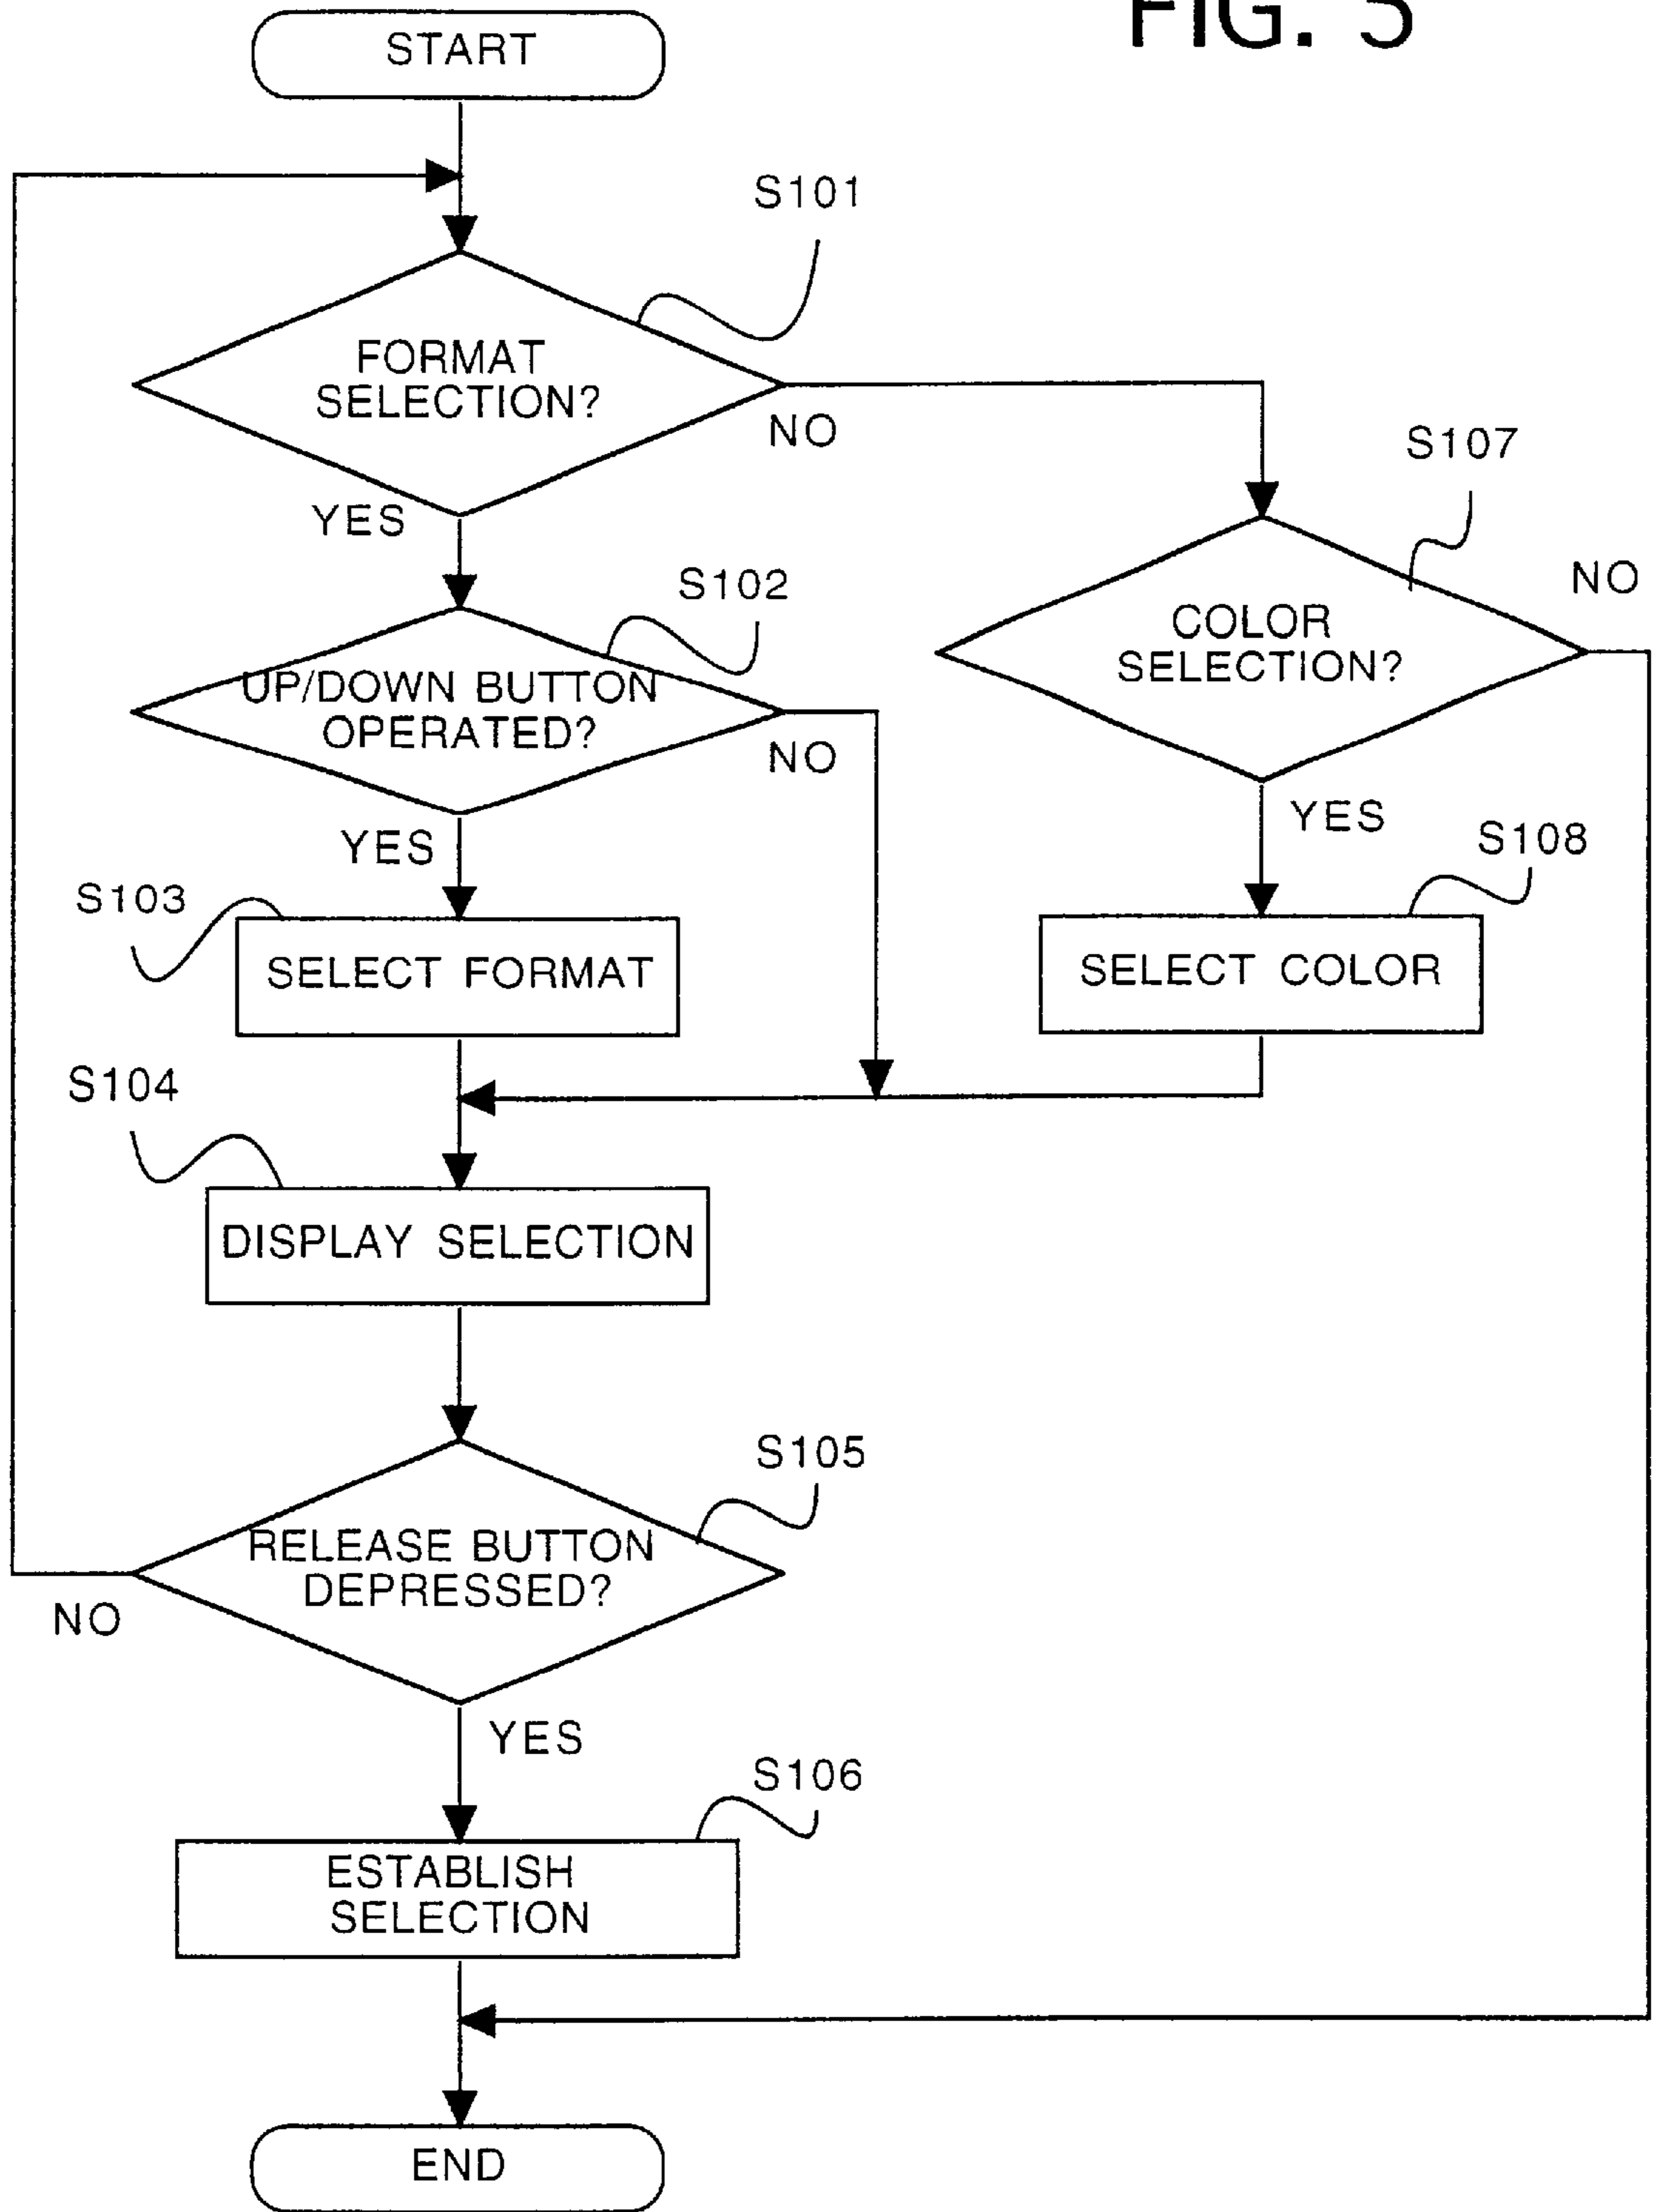 FIG.
START
S101
FORMAT
SELECTION?
NO
S107
YES
NO
S102
COLOR
SELECTION?
UP/DOWN BUTTON
OPERATED?
NO
YES
YES
S108
S103
SELECT FORMAT
SELECT COLOR
S104
DISPLAY SELECTION
S105
RELEASE BUTTON
DEPRESSED?
NO
YES
S106
ESTABLISH
SELECTION
END